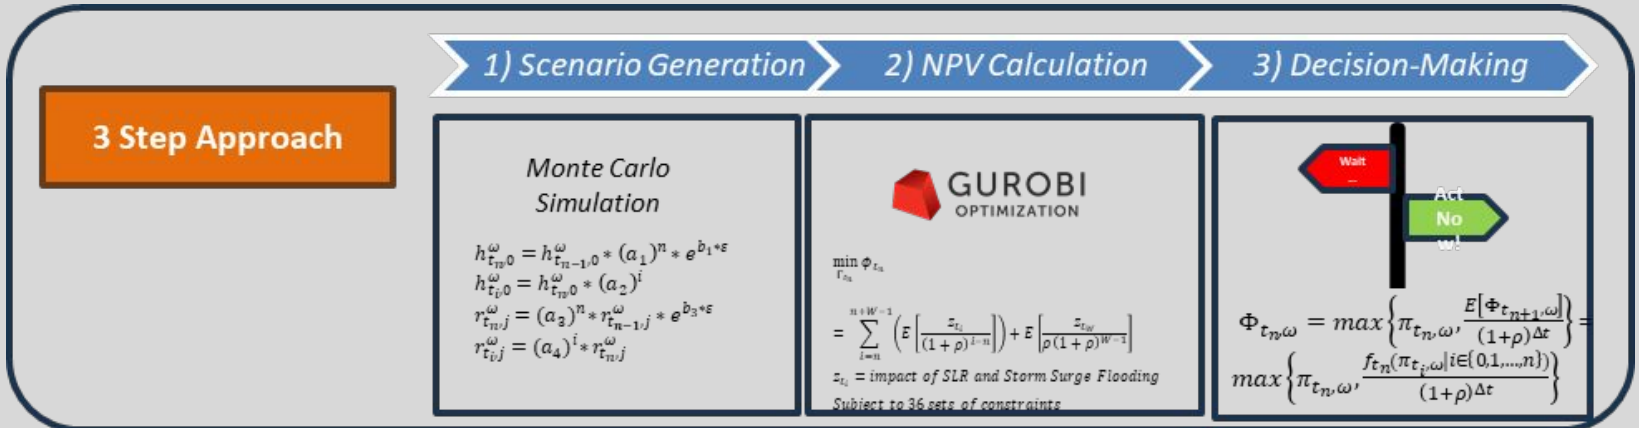 3 Step Approach
1) Scenario Generation
2) NPV Calculation
3) Decision-Making
Monte Carlo
Simulation
h^ω_{t_n,0} = h^ω_{t_{n-1},0} * (a_1)^n * e^{b_1*ε}
h^ω_{t_i,0} = h^ω_{t_n,0} * (a_2)^i
r^ω_{t_n,j} = (a_3)^n * r^ω_{t_{n-1},j} * e^{b_3*ε}
r^ω_{t_i,j} = (a_4)^i * r^ω_{t_n,j}
GUROBI
OPTIMIZATION
min_{Γ_{t_n}} ϕ_{t_n}
= ∑_{i=n}^{n+W-1} (E[z_{t_i}/(1+ρ)^{i-n}]) + E[z_{t_W}/ρ(1+ρ)^{W-1}]
z_{t_i} = impact of SLR and Storm Surge Flooding
Subject to 36 sets of constraints
Wait
...
Act
No
w!
Φ_{t_n,ω} = max{π_{t_n,ω}, E[Φ_{t_{n+1},ω}]/(1+ρ)^{Δt}} =
max{π_{t_n,ω}, f_{t_n}(π_{t_i,ω}|i∈{0,1,...,n})/(1+ρ)^{Δt}}